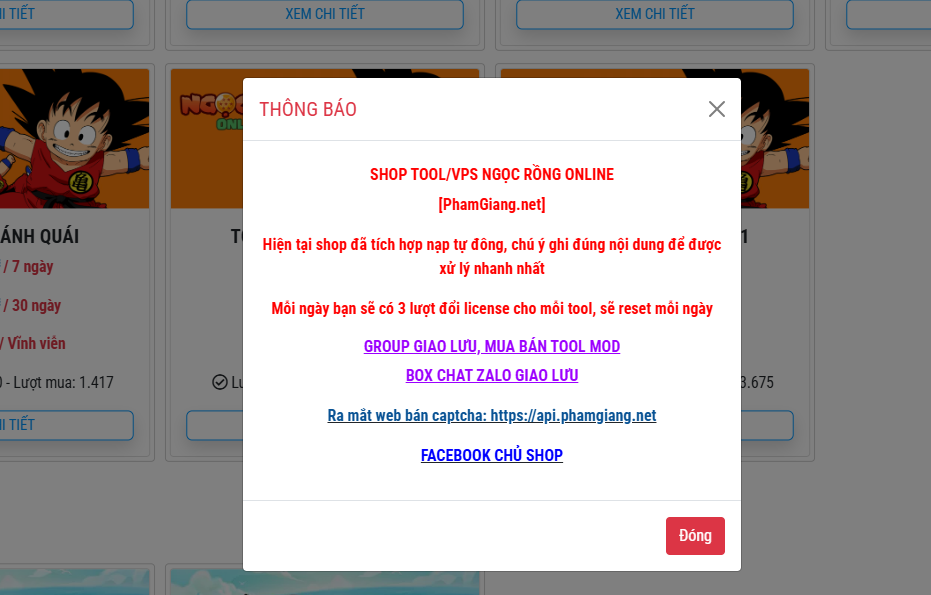 HI TIẾT
XEM CHI TIẾT
XEM CHI TIẾT
THÔNG BÁO
SHOP TOOL/VPS NGỌC RỒNG ONLINE
[PhamGiang.net]
Hiện tại shop đã tích hợp nạp tự đông, chú ý ghi đúng nội dung để được
xử lý nhanh nhất
Mỗi ngày bạn sẽ có 3 lượt đổi license cho mỗi tool, sẽ reset mỗi ngày
GROUP GIAO LƯU, MUA BÁN TOOL MOD
BOX CHAT ZALO GIAO LƯU
Ra mắt web bán captcha: https://api.phamgiang.net
FACEBOOK CHỦ SHOP
Đóng
NGỌC
ONL
ÁNH QUÁI
/ 7 ngày
/ 30 ngày
/ Vĩnh viễn
- Lượt mua: 1.417
HI TIẾT
TO
Lư
1
3.675